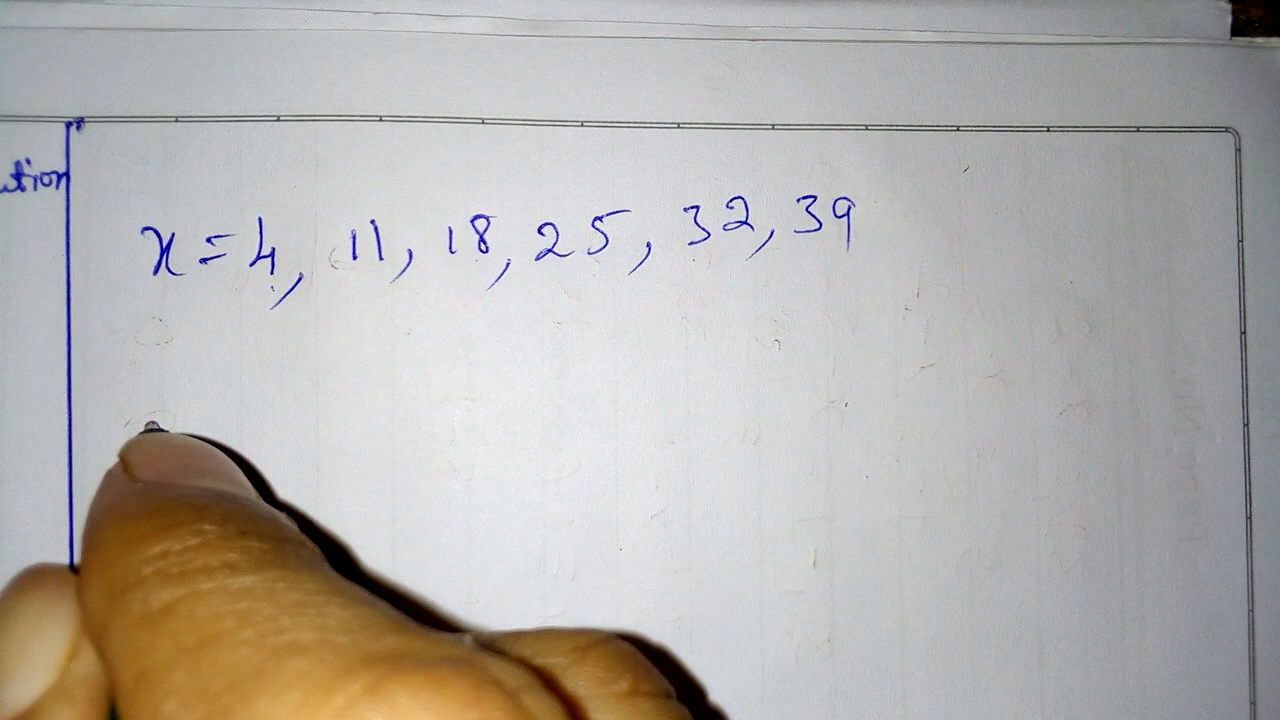 x = 4, 11, 18, 25, 32, 39